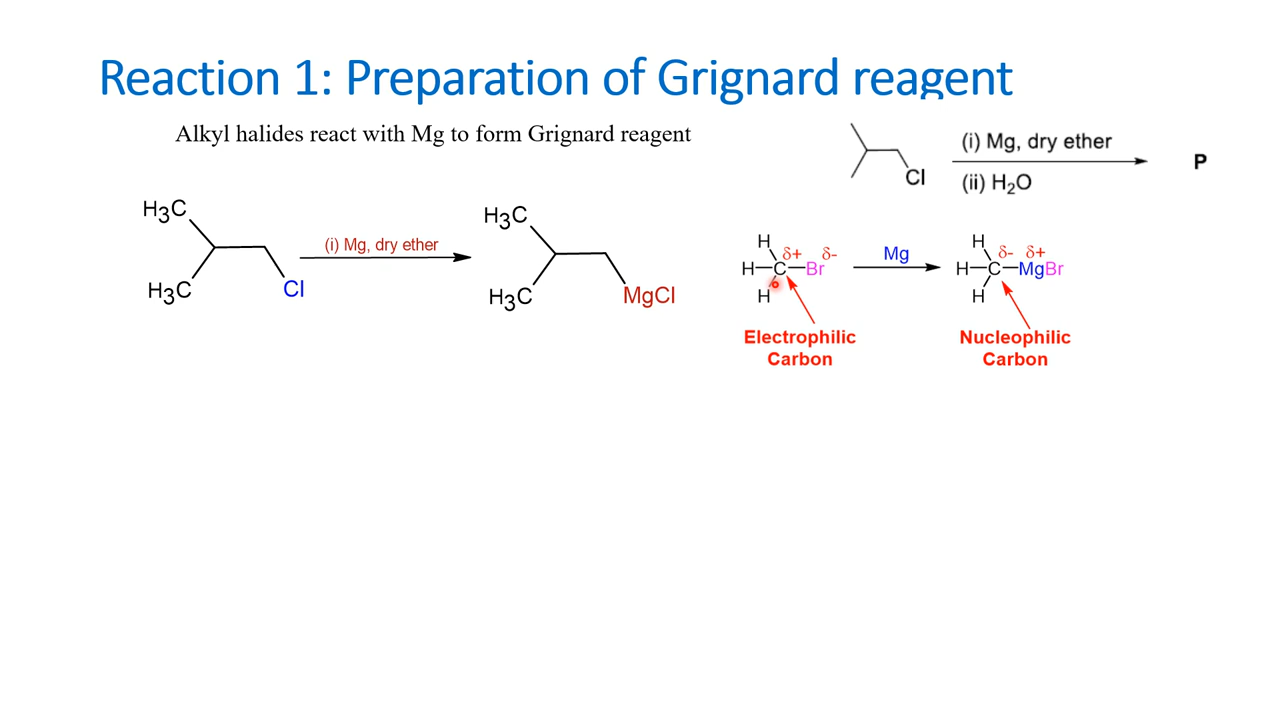 Reaction 1: Preparation of Grignard reagent
Alkyl halides react with Mg to form Grignard reagent
Cl
(i) Mg, dry ether
(ii) H₂O
P
H₃C
H₃C
Cl
(i) Mg, dry ether
H₃C
H₃C
MgCl
H
δ+ δ-
H-C-Br
H
Electrophilic
Carbon
Mg
H
δ- δ+
H-C-MgBr
H
Nucleophilic
Carbon